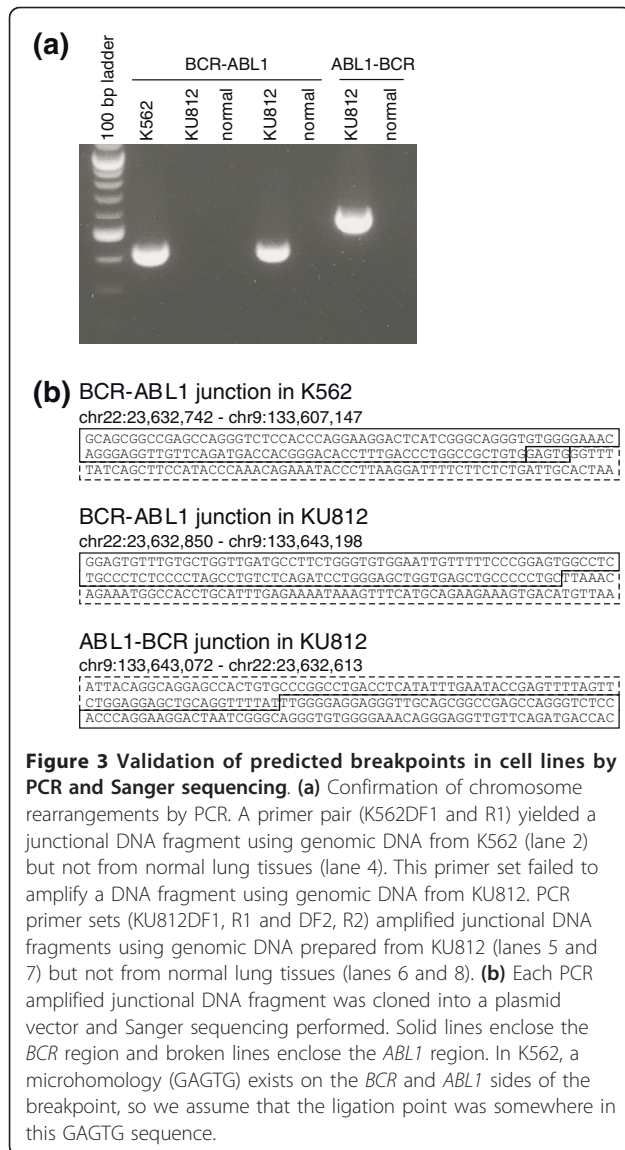 (a)
BCR-ABL1 ABL1-BCR
100 bp ladder
K562
KU812
normal
KU812
normal
KU812
normal
(b) BCR-ABL1 junction in K562
chr22:23,632,742 - chr9:133,607,147
GCAGCGGCCGAGCCAGGGTCTCCACCCAGGAAGGACTCATCGGGCAGGGTGTGGGGAAAC
AGGGAGGTTGTTCAGATGACCACGGGACACCTTTGACCCTGGCCGCTGTGGAGTGGGTTT
TATCAGCTTCCATACCCAAACAGAAATACCCTTAAGGATTTTCTTCTCTGATTGCACTAA
BCR-ABL1 junction in KU812
chr22:23,632,850 - chr9:133,643,198
GGAGTGTTTGTGCTGGTTGATGCCTTCTGGGTGTGGAATTGTTTTTCCCGGAGTGGCCTC
TGCCCTCTCCCCTAGCCTGTCTCAGATCCTGGGAGCTGGTGAGCTGCCCCCTGCTTAAAC
AGAAATGGCCACCTGCATTTGAGAAAATAAAGTTTCATGCAGAAGAAAGTGACATGTTAA
ABL1-BCR junction in KU812
chr9:133,643,072 - chr22:23,632,613
ATTACAGGCAGGAGCCACTGTGCCCGGCCTGACCTCATATTTGAATACCGAGTTTTAGTT
CTGGAGGAGCTGCAGGTTTTATTTGGGGAGGAGGGTTGCAGCGGCCGAGCCAGGGTCTCC
ACCCAGGAAGGACTAATCGGGCAGGGTGTGGGGAAACAGGGAGGTTGTTCAGATGACCAC
Figure 3 Validation of predicted breakpoints in cell lines by
PCR and Sanger sequencing. (a) Confirmation of chromosome
rearrangements by PCR. A primer pair (K562DF1 and R1) yielded a
junctional DNA fragment using genomic DNA from K562 (lane 2)
but not from normal lung tissues (lane 4). This primer set failed to
amplify a DNA fragment using genomic DNA from KU812. PCR
primer sets (KU812DF1, R1 and DF2, R2) amplified junctional DNA
fragments using genomic DNA prepared from KU812 (lanes 5 and
7) but not from normal lung tissues (lanes 6 and 8). (b) Each PCR
amplified junctional DNA fragment was cloned into a plasmid
vector and Sanger sequencing performed. Solid lines enclose the
BCR region and broken lines enclose the ABL1 region. In K562, a
microhomology (GAGTG) exists on the BCR and ABL1 sides of the
breakpoint, so we assume that the ligation point was somewhere in
this GAGTG sequence.